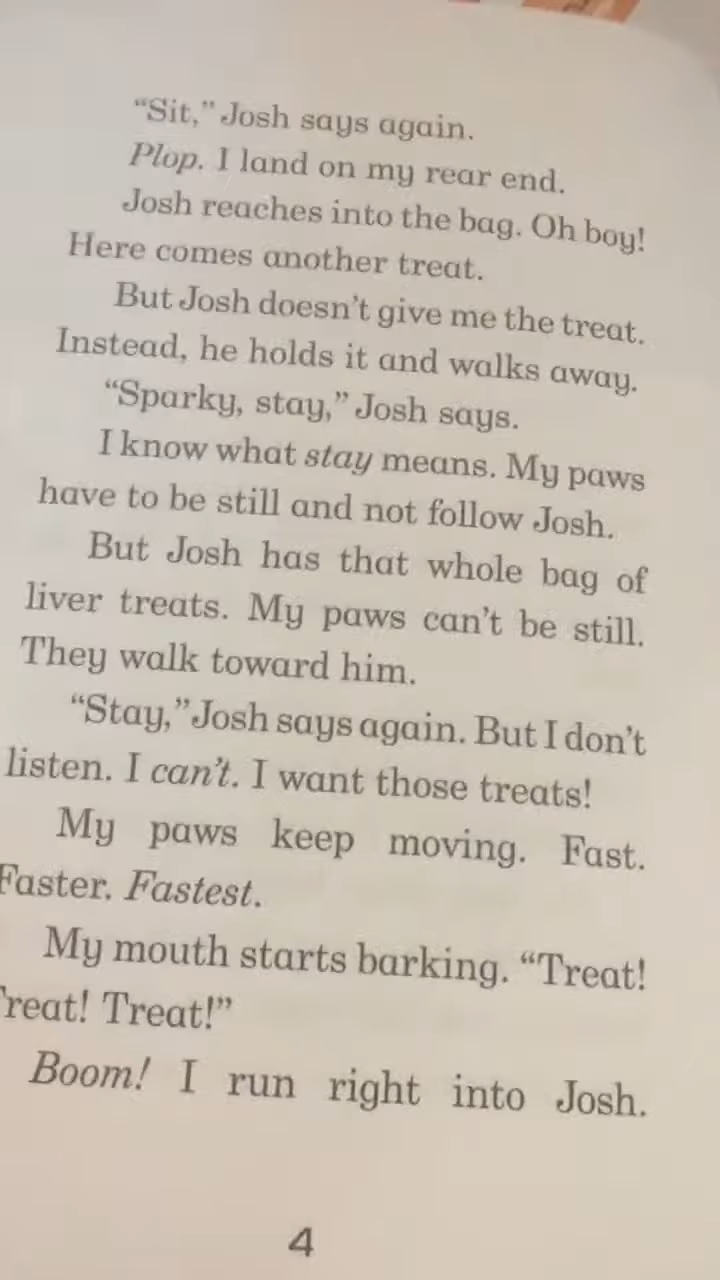 “Sit,” Josh says again.
Plop. I land on my rear end.
Josh reaches into the bag. Oh boy!
Here comes another treat.
But Josh doesn’t give me the treat.
Instead, he holds it and walks away.
“Sparky, stay,” Josh says.
I know what stay means. My paws
have to be still and not follow Josh.
But Josh has that whole bag of
liver treats. My paws can’t be still.
They walk toward him.
“Stay,” Josh says again. But I don’t
listen. I can’t. I want those treats!
My paws keep moving. Fast.
Faster. Fastest.
My mouth starts barking. “Treat!
Treat! Treat!”
Boom! I run right into Josh.
4